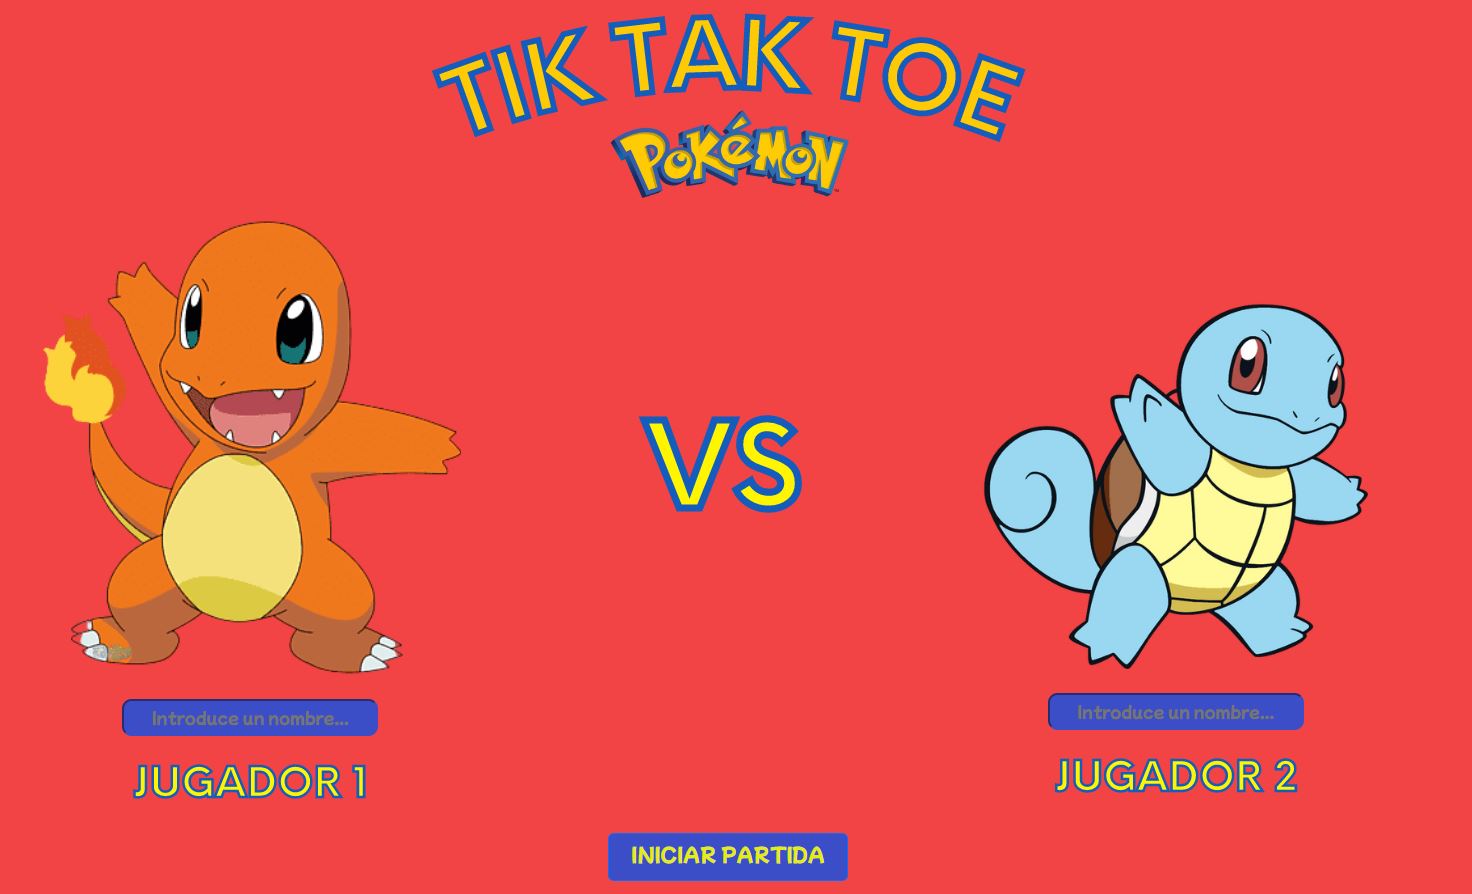 TIK TAK TOE
POKéMON
VS
Introduce un nombre...
Introduce un nombre...
JUGADOR 1
JUGADOR 2
INICIAR PARTIDA